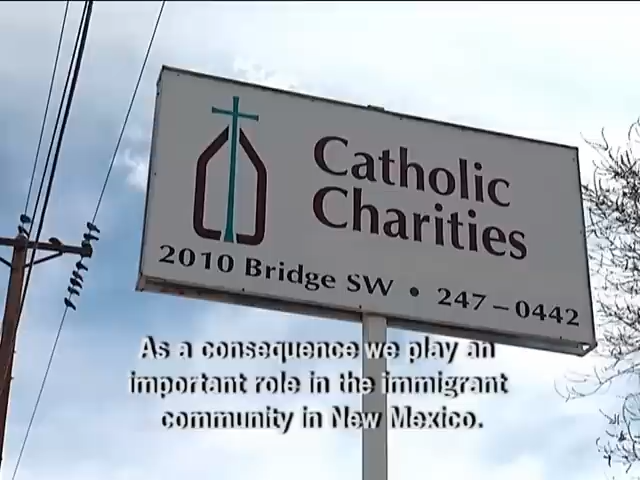 Catholic
Charities
2010 Bridge SW • 247-0442
As a consequence we play an
important role in the immigrant
community in New Mexico.